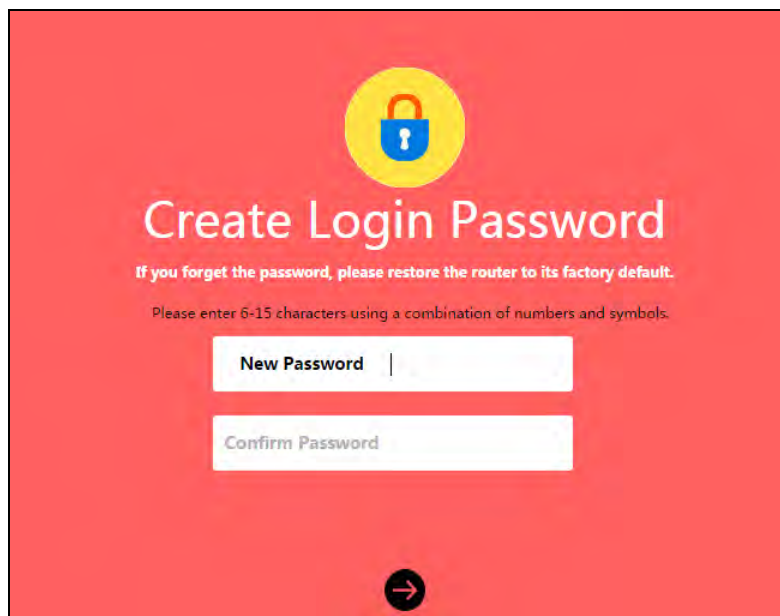 Create Login Password
If you forget the password, please restore the router to its factory default.
Please enter 6-15 characters using a combination of numbers and symbols.
New Password
Confirm Password